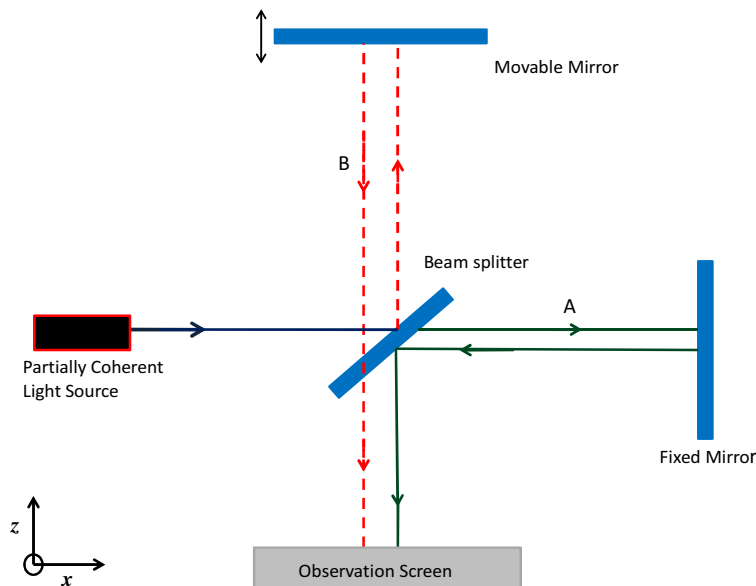 Movable Mirror
B
Beam splitter
A
Partially Coherent
Light Source
Fixed Mirror
z
x
Observation Screen